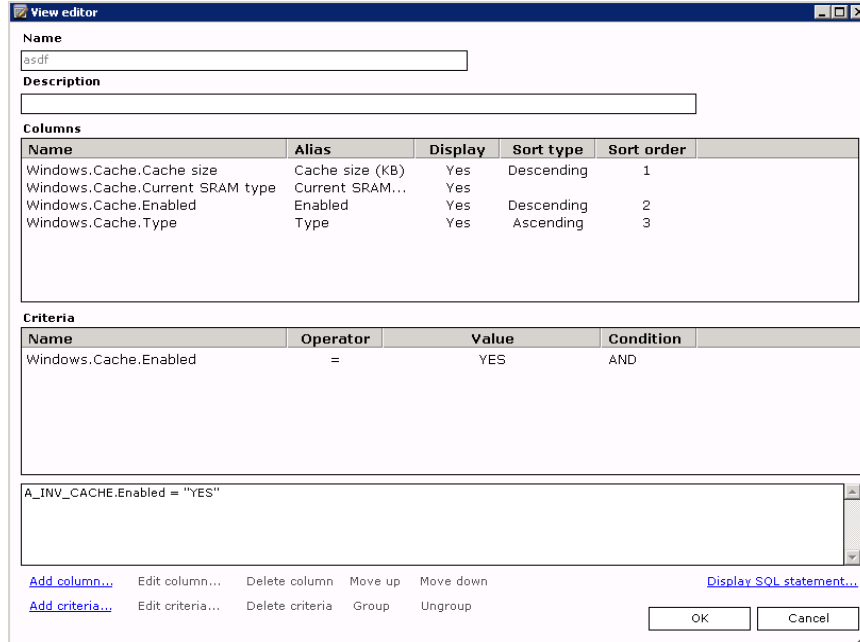 View editor
Name
asdf
Description
Columns
Name Alias Display Sort type Sort order
Windows.Cache.Cache size Cache size (KB) Yes Descending 1
Windows.Cache.Current SRAM type Current SRAM... Yes
Windows.Cache.Enabled Enabled Yes Descending 2
Windows.Cache.Type Type Yes Ascending 3
Criteria
Name Operator Value Condition
Windows.Cache.Enabled = YES AND
A_INV_CACHE.Enabled = "YES"
Add column... Edit column... Delete column Move up Move down Display SQL statement...
Add criteria... Edit criteria... Delete criteria Group Ungroup
OK Cancel